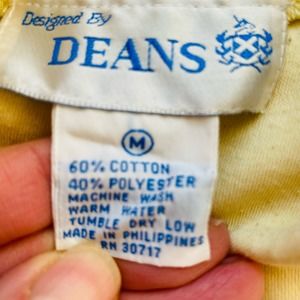 Designed By
DEANS
M
60% COTTON
40% POLYESTER
MACHINE WASH
WARM WATER
TUMBLE DRY LOW
MADE IN PHILIPPINES
RN 30717